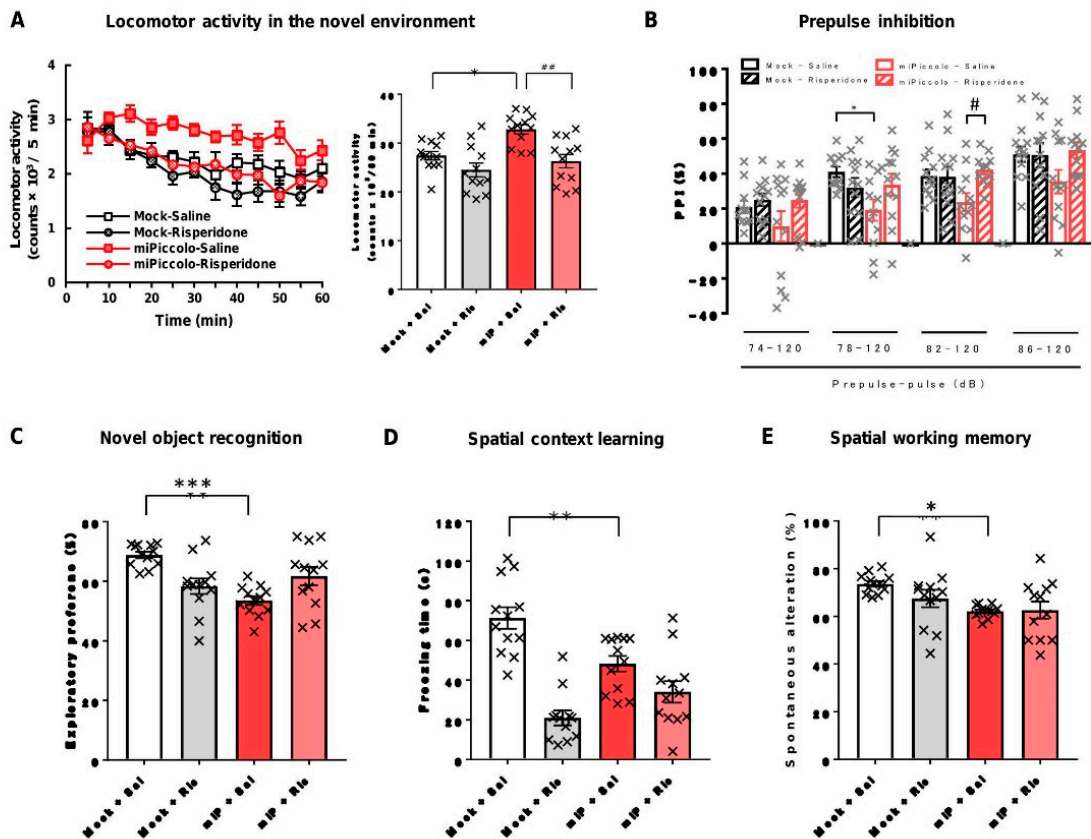 A Locomotor activity in the novel environment
Locomotor activity
(counts × 10³ / 5 min)
4
3
2
1
0
0 10 20 30 40 50 60
Time (min)
Mock-Saline
Mock-Risperidone
miPiccolo-Saline
miPiccolo-Risperidone
Locomotor activity
40
30
20
10
0
*
##
Mock + Sal
Mock + Ris
miP + Sal
miP + Ris
B Prepulse inhibition
Mock - Saline
Mock - Risperidone
miPiccolo - Saline
miPiccolo - Risperidone
PPI (%)
100
80
60
40
20
0
-20
-40
*
#
74-120 78-120 82-120 86-120
Prepulse-pulse (dB)
C Novel object recognition
***
Exploratory preference (%)
80
60
40
20
0
Mock + Sal
Mock + Ris
miP + Sal
miP + Ris
D Spatial context learning
**
Freezing time (s)
120
100
80
60
40
20
0
Mock + Sal
Mock + Ris
miP + Sal
miP + Ris
E Spatial working memory
*
Spontaneous alteration (%)
100
80
60
40
20
0
Mock + Sal
Mock + Ris
miP + Sal
miP + Ris